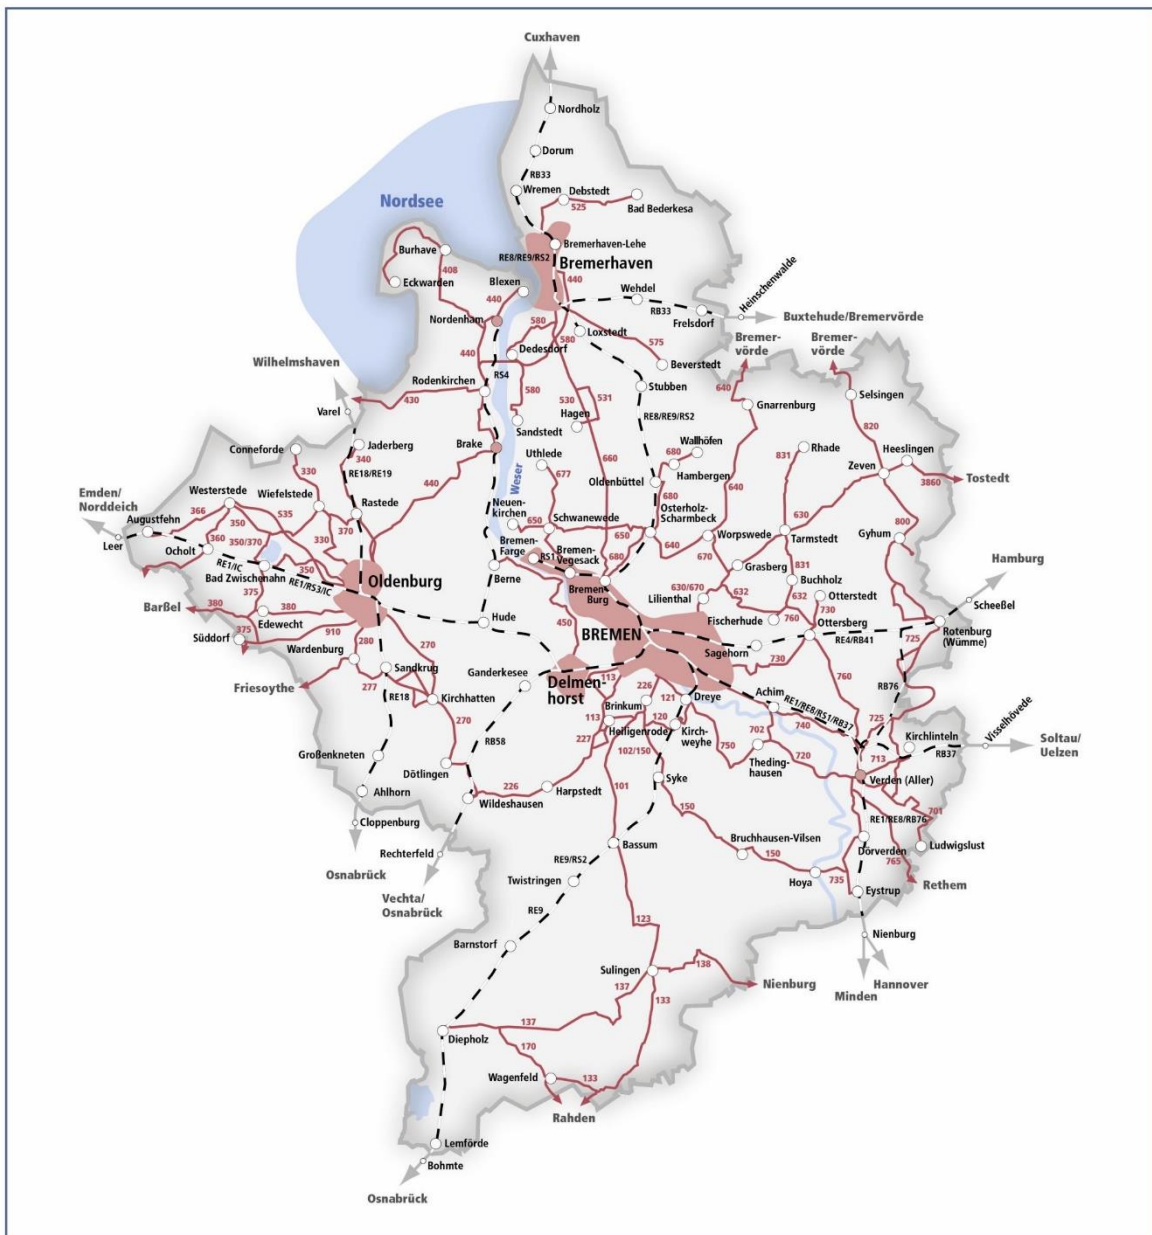 Cuxhaven
Nordholz
Dorum
RB33
Wremen
Debstedt
525
Bad Bederkesa
Nordsee
Burhave
408
Eckwarden
Bremerhaven-Lehe
RE8/RE9/RS2
Bremerhaven
440
Blexen
440
Wehdel
Heinschenwalde
RB33
Frelsdorf
Buxtehude/Bremervörde
Nordenham
580
580
Loxstedt
575
Bremer-
vörde
Bremer-
vörde
Wilhelmshaven
440
Dedesdorf
Beverstedt
RS4
Rodenkirchen
580
Stubben
640
Selsingen
430
530
531
Gnarrenburg
Varel
Hagen
RE8/RE9/RS2
Sandstedt
820
Conneforde
Jaderberg
Brake
Wallhöfen
Rhade
Heeslingen
340
Uthlede
680
831
330
RE18/RE19
677
660
Hambergen
Zeven
3860
Tostedt
Emden/
Norddeich
Westerstede
Wiefelstede
440
Weser
Oldenbüttel
640
366
535
Rastede
Neuen-
kirchen
680
Osterholz-
Scharmbeck
630
800
Augustfehn
350
Schwanewede
Gyhum
360
350/370
330
370
650
650
Worpswede
Tarmstedt
Leer
Ocholt
Bremen-
Farge
Bremen-
Vegesack
640
670
Hamburg
RE1/IC
350
RS1
680
Grasberg
831
Bad Zwischenahn
RE1/RS3/IC
Oldenburg
Berne
Bremen
Burg
630/670
Buchholz
375
Lilienthal
632
632
Otterstedt
Scheeßel
Barßel
380
380
450
730
Edewecht
Hude
Fischerhude
760
Ottersberg
Rotenburg
(Wümme)
375
910
BREMEN
RE4/RB41
725
Süddorf
280
270
Sagehorn
Wardenburg
730
Sandkrug
Ganderkesee
113
760
Friesoythe
277
RE18
Kirchhatten
Delmen-
horst
226
Dreye
Achim
RB76
Brinkum
121
RE1/RE8/RS1/RB37
Visselhövede
270
113
120
725
Kirchlinteln
Heiligenrode
Kirch-
weyhe
702
740
Soltau/
Uelzen
RB58
227
102/150
750
RB37
Großenkneten
Theding-
hausen
720
713
Dötlingen
Syke
Verden (Aller)
226
Harpstedt
101
Ahlhorn
Wildeshausen
150
701
Cloppenburg
RE1/RE8/RB76
Bruchhausen-Vilsen
Dörverden
Ludwigslust
Bassum
Rechterfeld
RE9/RS2
150
765
Osnabrück
Twistringen
Hoya
735
Rethem
Vechta/
Osnabrück
Eystrup
RE9
123
Nienburg
Barnstorf
138
Sulingen
Nienburg
Hannover
137
Minden
133
137
Diepholz
170
Wagenfeld
133
Rahden
Lemförde
Bohmte
Osnabrück